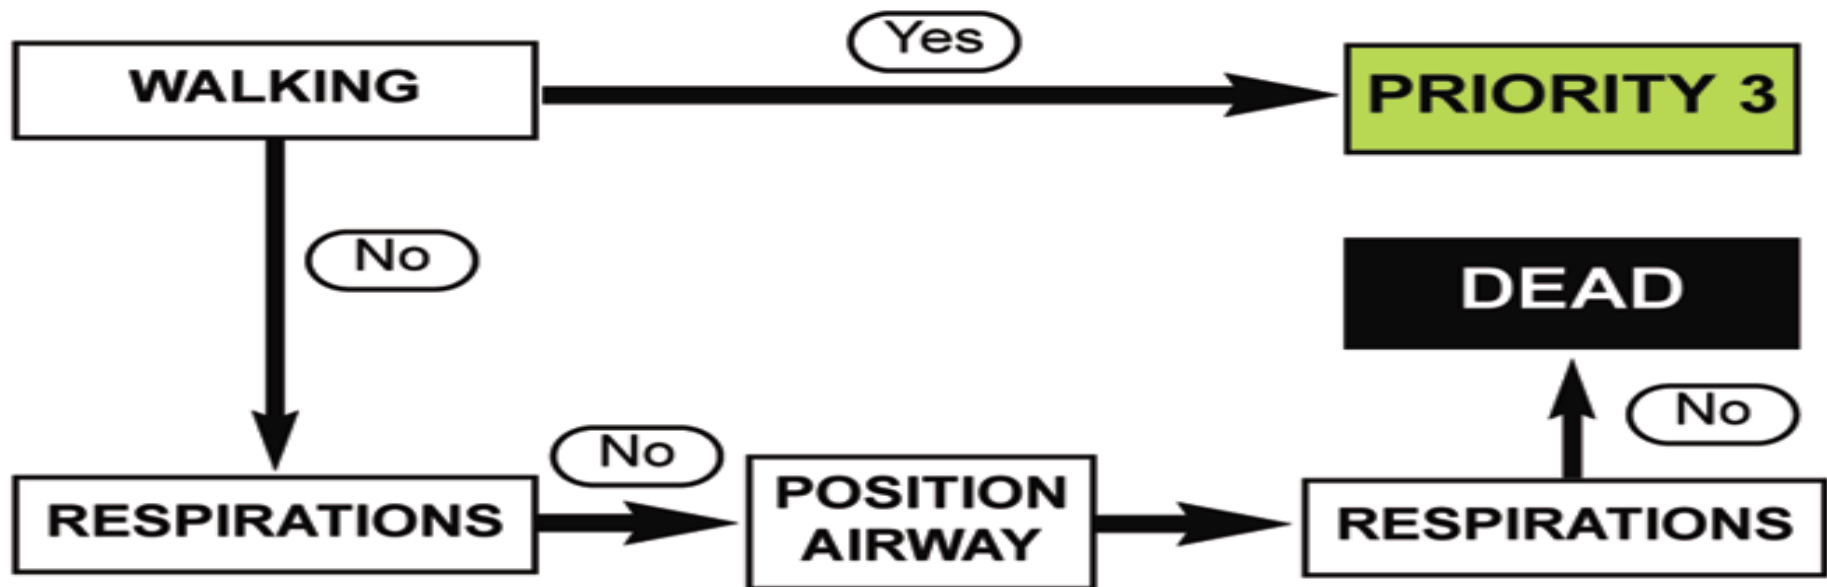 WALKING
Yes
PRIORITY 3
No
DEAD
No
RESPIRATIONS
No
POSITION
AIRWAY
RESPIRATIONS